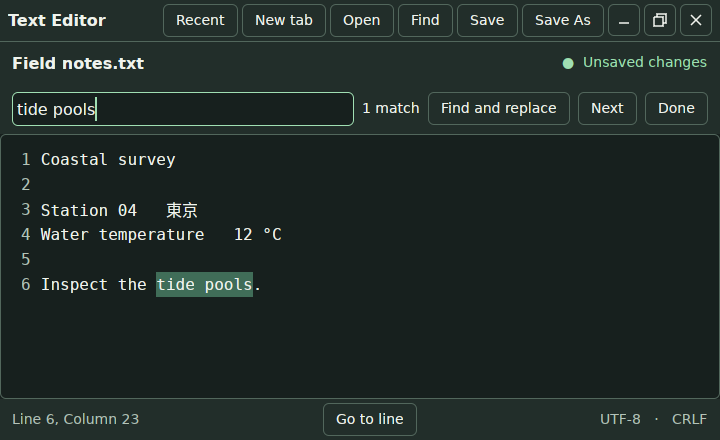 Text Editor Recent New tab Open Find Save Save As
Field notes.txt Unsaved changes
tide pools 1 match Find and replace Next Done
1 Coastal survey
2
3 Station 04   東京
4 Water temperature   12 °C
5
6 Inspect the tide pools.
Line 6, Column 23 Go to line UTF-8 · CRLF